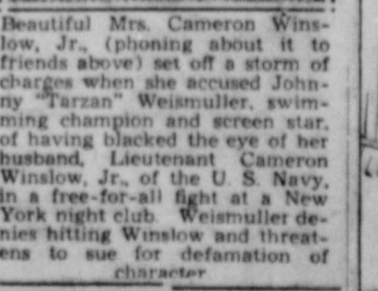 Beautiful Mrs. Cameron Wins-
low, Jr., (phoning about it to
friends above) set off a storm of
charges when she accused John-
ny "Tarzan" Weismuller, swim-
ming champion and screen star,
of having blacked the eye of her
husband, Lieutenant Cameron
Winslow, Jr., of the U. S. Navy,
in a free-for-all fight at a New
York night club. Weismuller de-
nies hitting Winslow and threat-
ens to sue for defamation of
character